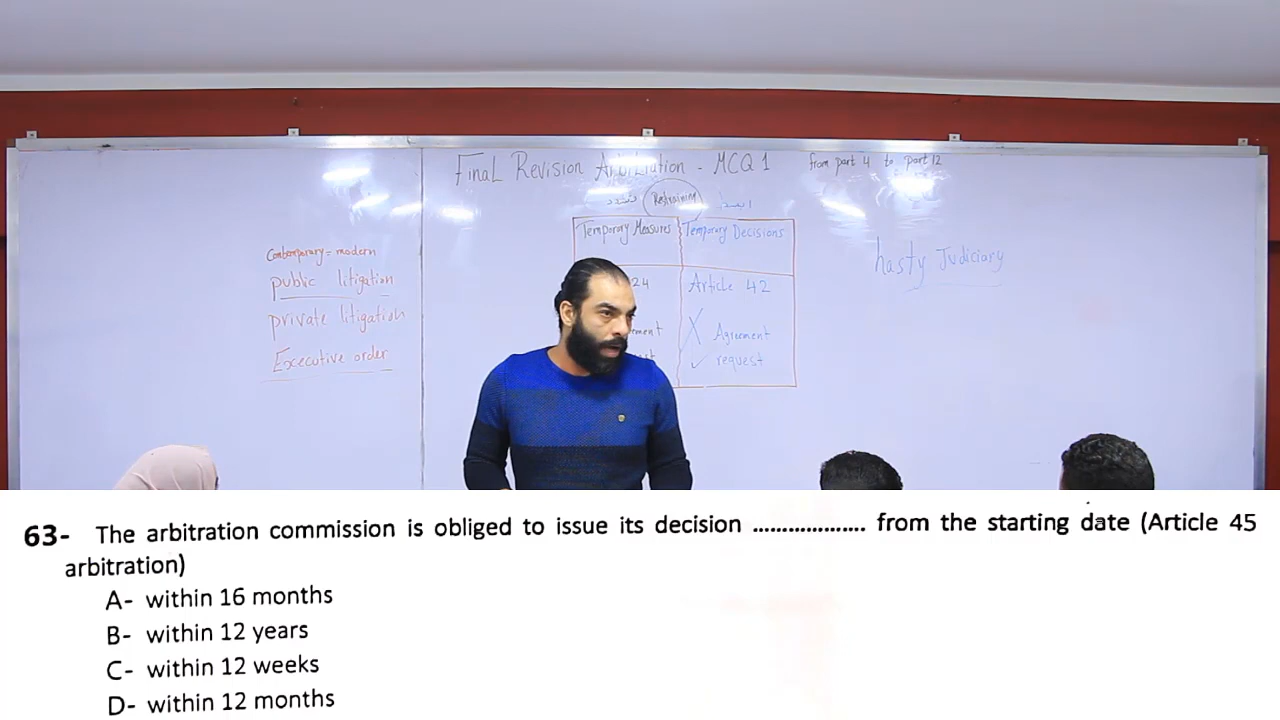 Final Revision Arbitration - MCQ 1 from part 4 to part 12
Restraining
Temporary Measures Temporary Decisions
24 Article 42
Agreement
request
Contemporary = modern
public litigation
private litigation
Executive order
hasty Judiciary
63- The arbitration commission is obliged to issue its decision ................... from the starting date (Article 45
arbitration)
A- within 16 months
B- within 12 years
C- within 12 weeks
D- within 12 months